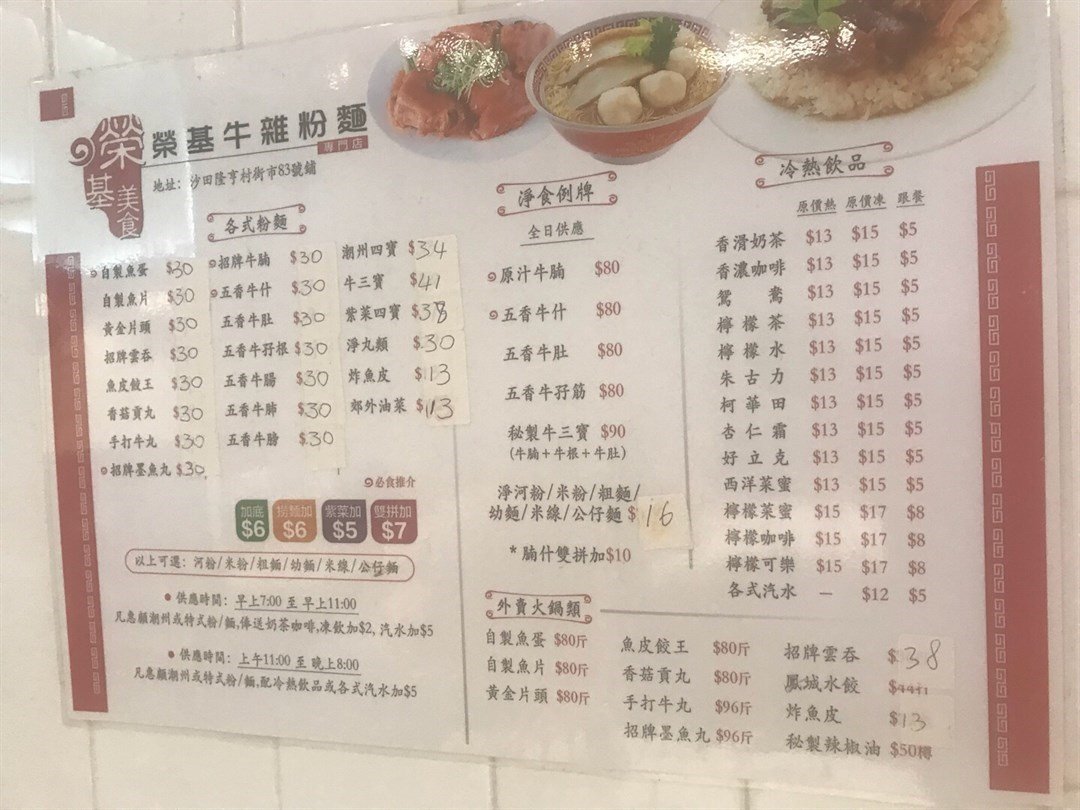 榮基美食
榮基牛雜粉麵
專門店
地址：沙田隆亨村街市83號鋪
各式粉麵
自製魚蛋 $30
自製魚片 $30
黃金片頭 $30
招牌雲吞 $30
魚皮餃王 $30
香菇貢丸 $30
手打牛丸 $30
招牌墨魚丸 $30
招牌牛腩 $30
五香牛什 $30
五香牛肚 $30
五香牛孖根 $30
五香牛腸 $30
五香牛肺 $30
五香牛膀 $30
潮州四寶 $34
牛三寶 $41
紫菜四寶 $38
淨丸類 $30
炸魚皮 $13
郊外油菜 $13
必食推介
加底 $6
撈麵加 $6
紫菜加 $5
雙拼加 $7
以上可選：河粉/米粉/粗麵/幼麵/米線/公仔麵
• 供應時間：早上7:00 至 早上11:00
凡惠顧潮州或特式粉/麵,俸送奶茶咖啡,凍飲加$2, 汽水加$5
• 供應時間：上午11:00 至 晚上8:00
凡惠顧潮州或特式粉/麵,配冷熱飲品或各式汽水加$5
淨食例牌
全日供應
原汁牛腩 $80
五香牛什 $80
五香牛肚 $80
五香牛孖筋 $80
秘製牛三寶 $90
(牛腩＋牛根＋牛肚)
淨河粉/米粉/粗麵/
幼麵/米線/公仔麵 $16
*腩什雙拼加$10
冷熱飲品
原價熱 原價凍 跟餐
香滑奶茶 $13 $15 $5
香濃咖啡 $13 $15 $5
鴛鴦 $13 $15 $5
檸檬茶 $13 $15 $5
檸檬水 $13 $15 $5
朱古力 $13 $15 $5
柯華田 $13 $15 $5
杏仁霜 $13 $15 $5
好立克 $13 $15 $5
西洋菜蜜 $13 $15 $5
檸檬菜蜜 $15 $17 $8
檸檬咖啡 $15 $17 $8
檸檬可樂 $15 $17 $8
各式汽水 — $12 $5
外賣火鍋類
自製魚蛋 $80斤
自製魚片 $80斤
黃金片頭 $80斤
魚皮餃王 $80斤
香菇貢丸 $80斤
手打牛丸 $96斤
招牌墨魚丸 $96斤
招牌雲吞 $38
鳳城水餃
炸魚皮 $13
秘製辣椒油 $50樽